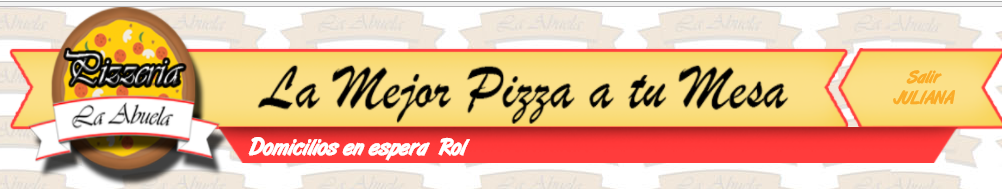 Pizzeria
La Abuela
La Mejor Pizza a tu Mesa
Salir
JULIANA
Domicilios en espera Rol